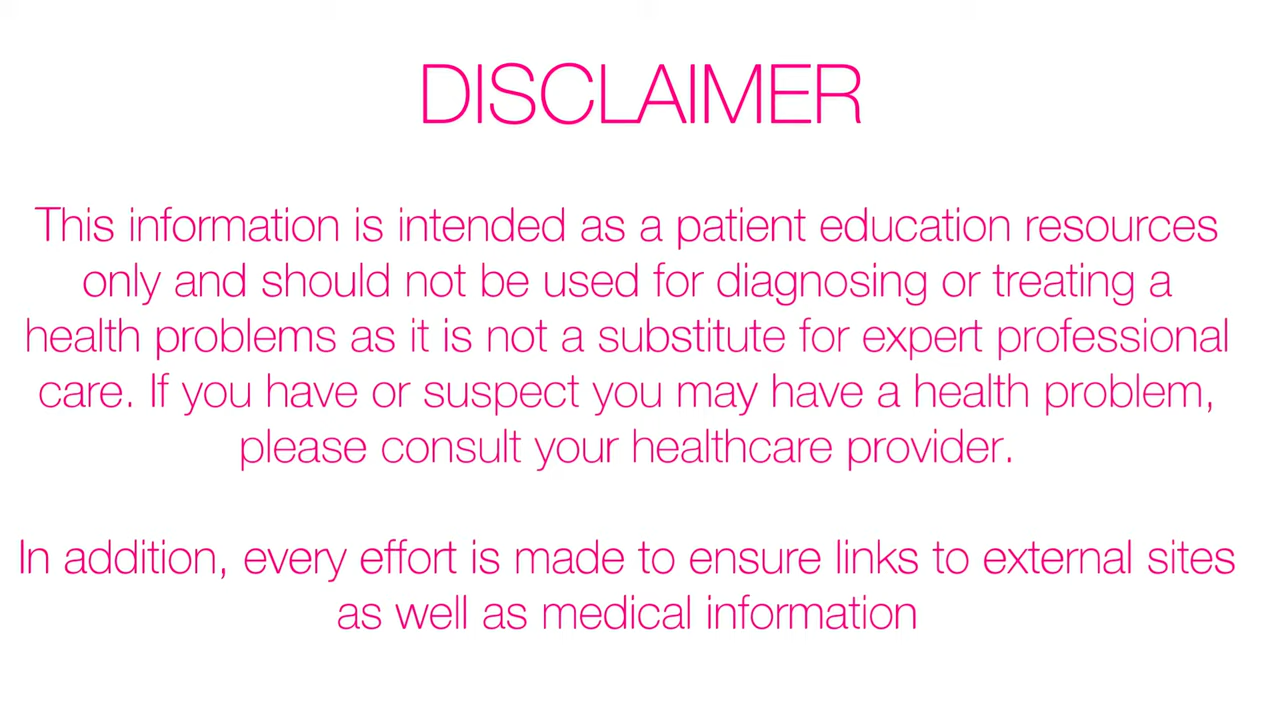 DISCLAIMER
This information is intended as a patient education resources
only and should not be used for diagnosing or treating a
health problems as it is not a substitute for expert professional
care. If you have or suspect you may have a health problem,
please consult your healthcare provider.
In addition, every effort is made to ensure links to external sites
as well as medical information